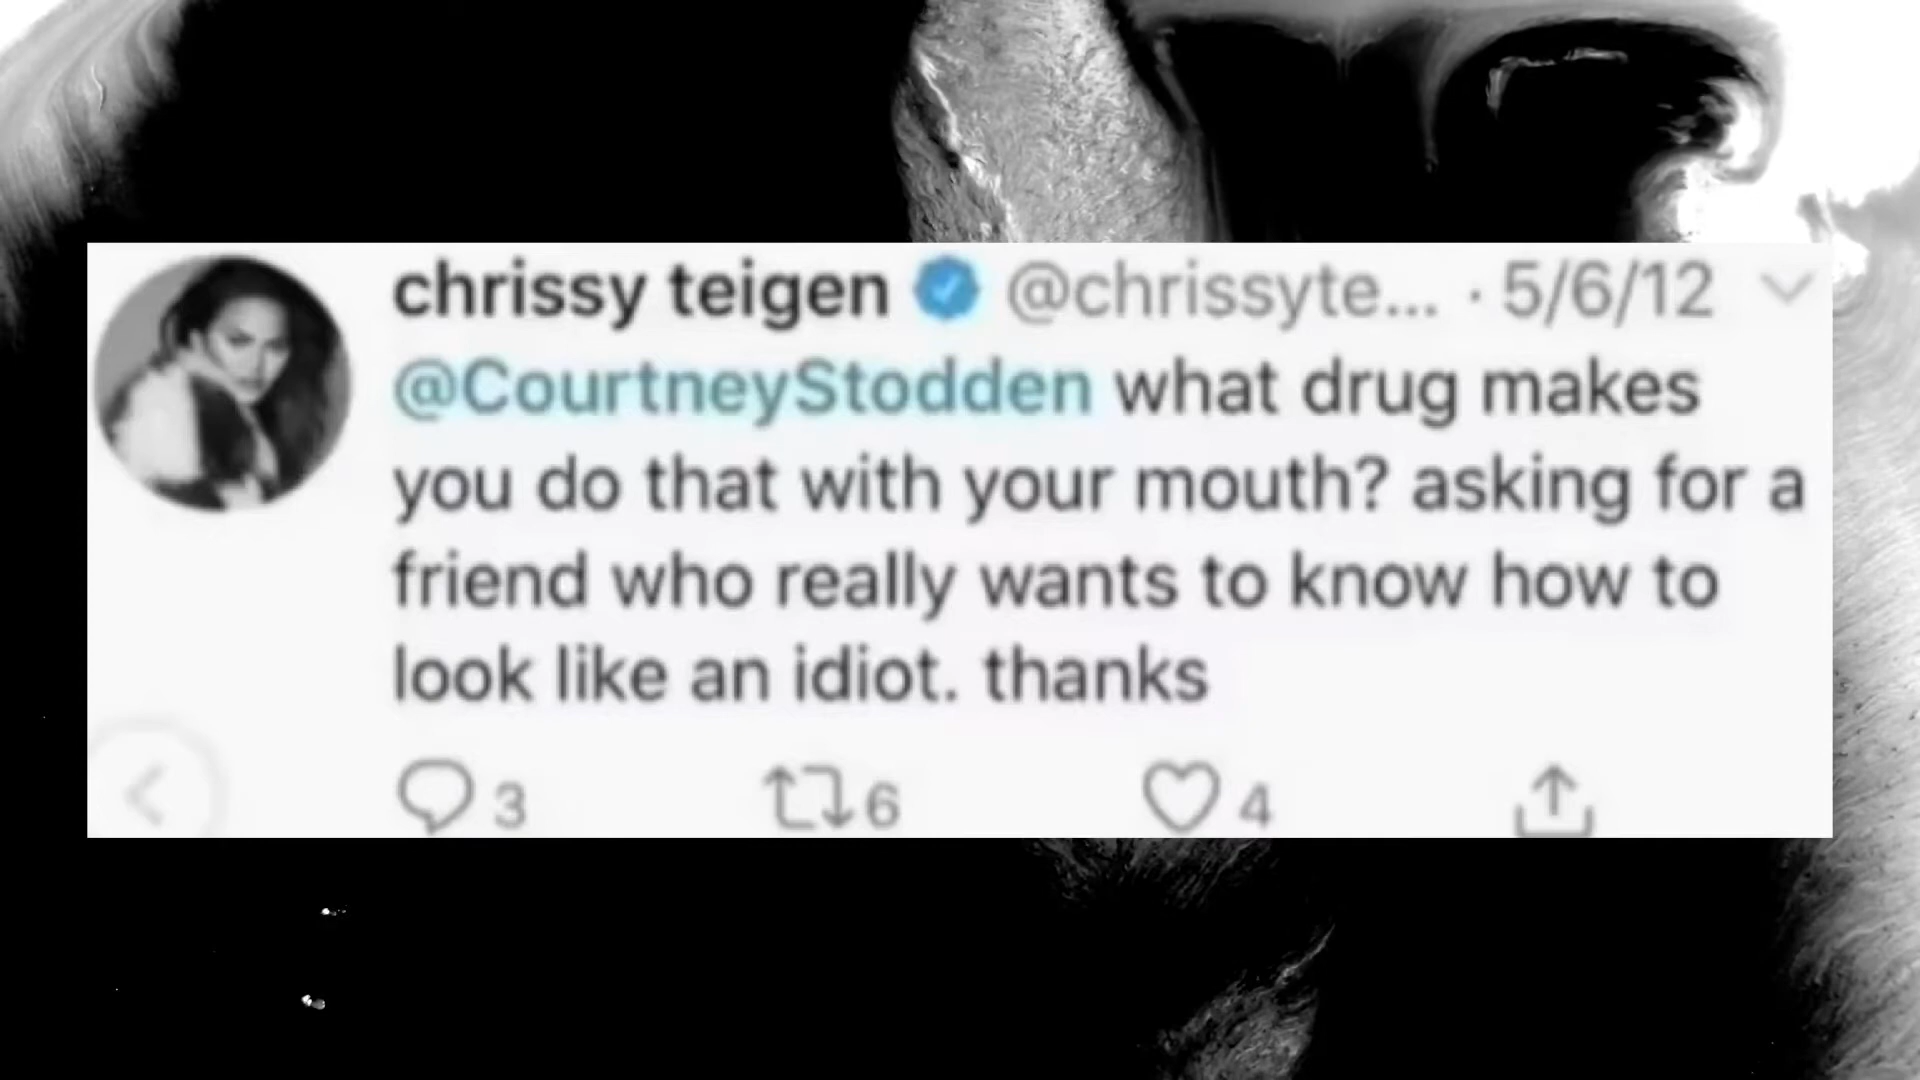 chrissy teigen @chrissyte... · 5/6/12
@CourtneyStodden what drug makes
you do that with your mouth? asking for a
friend who really wants to know how to
look like an idiot. thanks
3 6 4